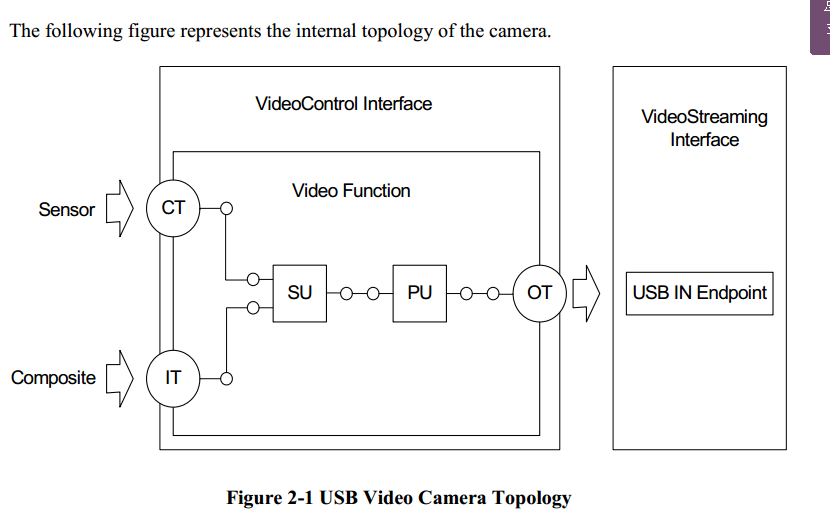 The following figure represents the internal topology of the camera.
VideoControl Interface
VideoStreaming
Interface
Video Function
Sensor
CT
SU
PU
OT
USB IN Endpoint
Composite
IT
Figure 2-1 USB Video Camera Topology